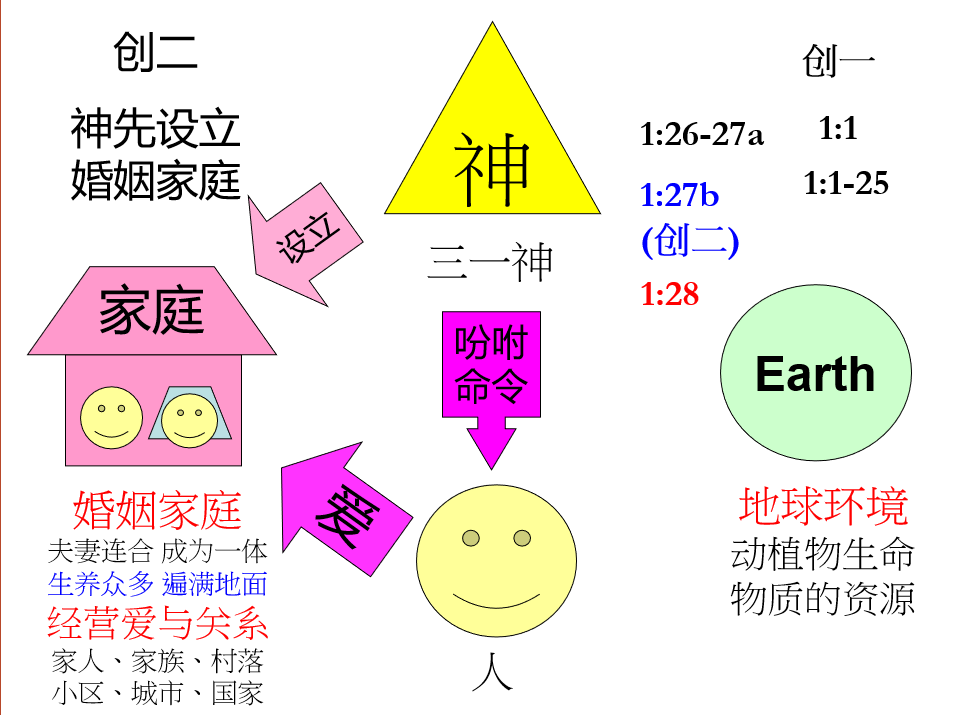 创二
神先设立
婚姻家庭
设立
家庭
婚姻家庭
夫妻连合 成为一体
生养众多 遍满地面
经营爱与关系
家人、家族、村落
小区、城市、国家
神
三一神
吩咐
命令
爱
人
创一
1:26-27a
1:1
1:27b
1:1-25
(创二)
1:28
Earth
地球环境
动植物生命
物质的资源